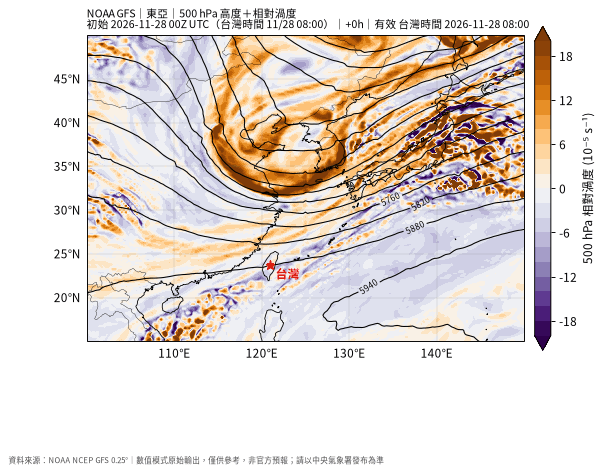 NOAA GFS｜東亞｜500 hPa 高度＋相對渦度
初始 2026-11-28 00Z UTC（台灣時間 11/28 08:00）｜+0h｜有效 台灣時間 2026-11-28 08:00
45°N
40°N
35°N
30°N
25°N
20°N
110°E
120°E
130°E
140°E
5760
5820
5880
5940
台灣
18
12
6
0
-6
-12
-18
500 hPa 相對渦度 (10⁻⁵ s⁻¹)
資料來源：NOAA NCEP GFS 0.25°｜數值模式原始輸出，僅供參考，非官方預報；請以中央氣象署發布為準